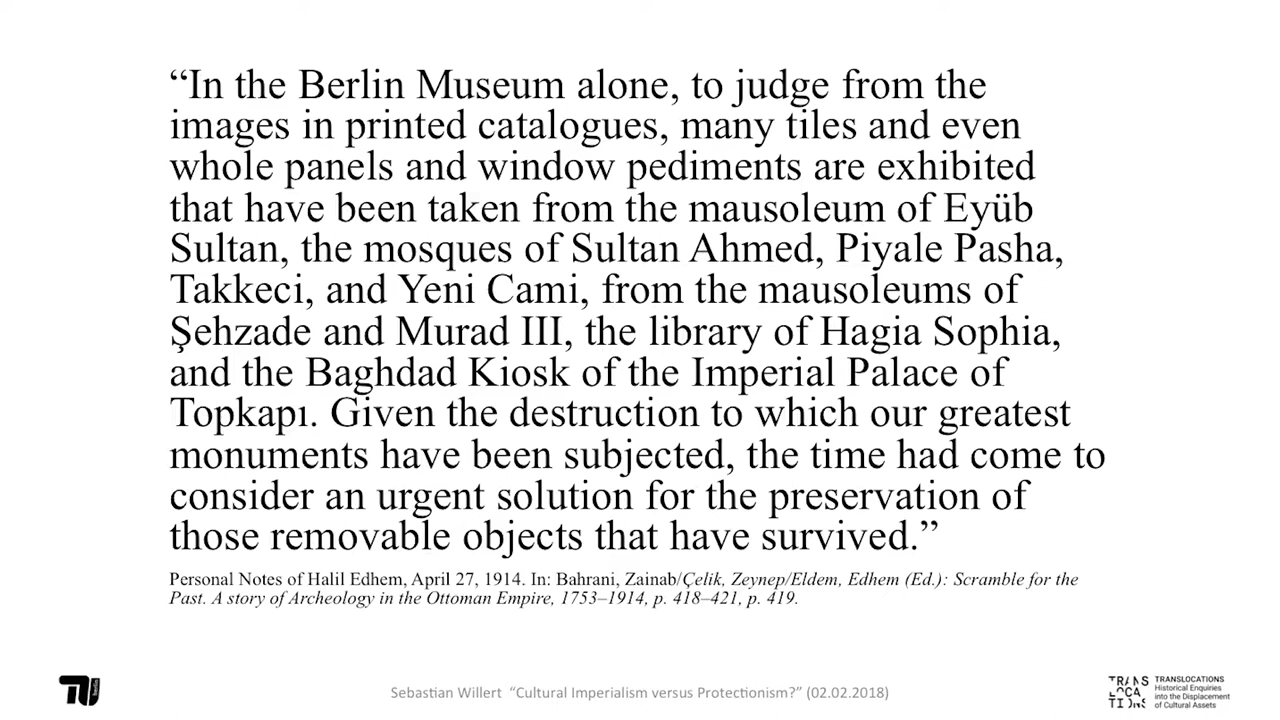 “In the Berlin Museum alone, to judge from the
images in printed catalogues, many tiles and even
whole panels and window pediments are exhibited
that have been taken from the mausoleum of Eyüb
Sultan, the mosques of Sultan Ahmed, Piyale Pasha,
Takkeci, and Yeni Cami, from the mausoleums of
Şehzade and Murad III, the library of Hagia Sophia,
and the Baghdad Kiosk of the Imperial Palace of
Topkapı. Given the destruction to which our greatest
monuments have been subjected, the time had come to
consider an urgent solution for the preservation of
those removable objects that have survived.”
Personal Notes of Halil Edhem, April 27, 1914. In: Bahrani, Zainab/Çelik, Zeynep/Eldem, Edhem (Ed.): Scramble for the
Past. A story of Archeology in the Ottoman Empire, 1753–1914, p. 418–421, p. 419.
Sebastian Willert “Cultural Imperialism versus Protectionism?” (02.02.2018)
TRANS
LOCA
TIONS
TRANSLOCATIONS
Historical Enquiries
into the Displacement
of Cultural Assets